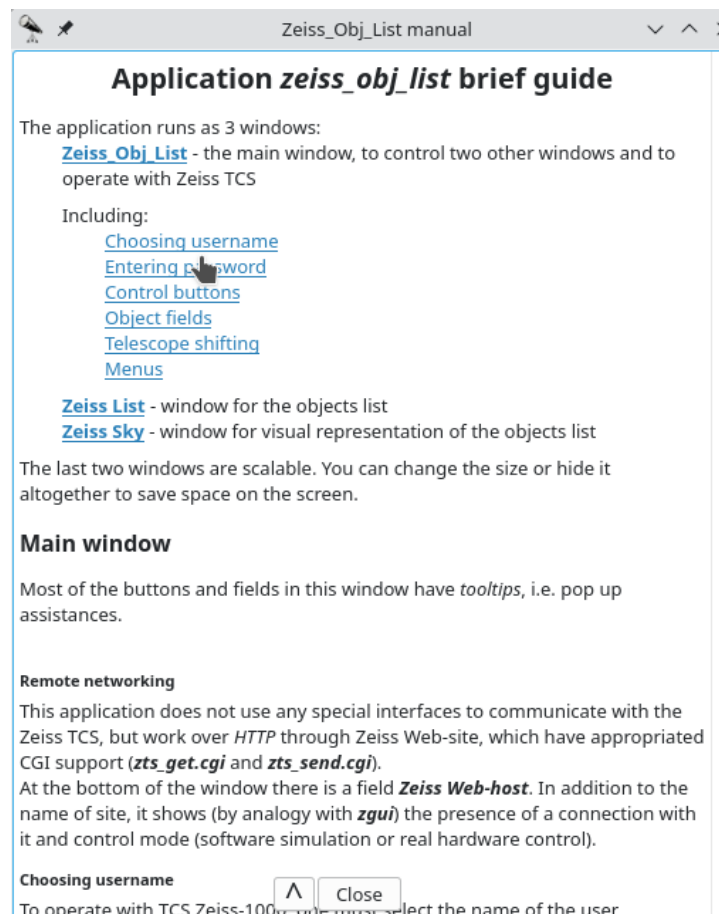 Zeiss_Obj_List manual
Application zeiss_obj_list brief guide
The application runs as 3 windows:
Zeiss_Obj_List - the main window, to control two other windows and to
operate with Zeiss TCS
Including:
Choosing username
Entering password
Control buttons
Object fields
Telescope shifting
Menus
Zeiss List - window for the objects list
Zeiss Sky - window for visual representation of the objects list
The last two windows are scalable. You can change the size or hide it
altogether to save space on the screen.
Main window
Most of the buttons and fields in this window have tooltips, i.e. pop up
assistances.
Remote networking
This application does not use any special interfaces to communicate with the
Zeiss TCS, but work over HTTP through Zeiss Web-site, which have appropriated
CGI support (zts_get.cgi and zts_send.cgi).
At the bottom of the window there is a field Zeiss Web-host. In addition to the
name of site, it shows (by analogy with zgui) the presence of a connection with
it and control mode (software simulation or real hardware control).
Choosing username
To operate with TCS Zeiss-1000, one must select the name of the user
Close